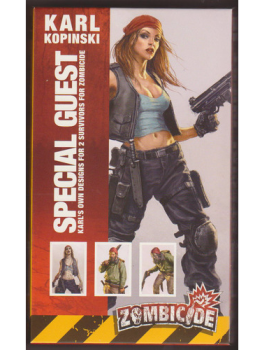 KARL
KOPINSKI
SPECIAL GUEST
KARL'S OWN DESIGNS FOR 2 SURVIVORS FOR ZOMBICIDE
ZOMBICIDE